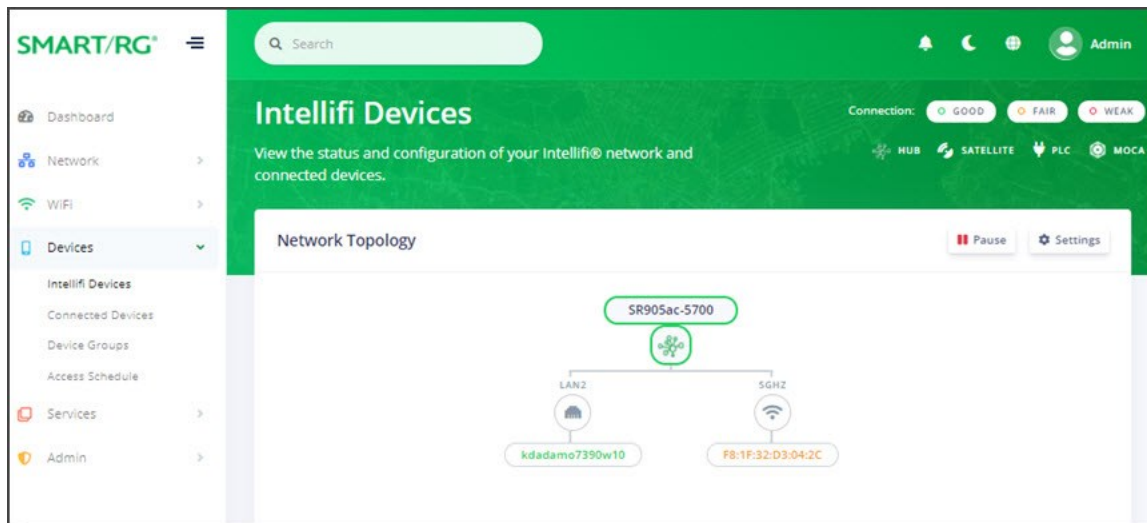 SMART/RG®
Search
Admin
Dashboard
Network
WiFi
Devices
Intellifi Devices
Connected Devices
Device Groups
Access Schedule
Services
Admin
Intellifi Devices
View the status and configuration of your Intellifi® network and
connected devices.
Connection: GOOD FAIR WEAK
HUB SATELLITE PLC MOCA
Network Topology
Pause Settings
SR905ac-5700
LAN2 5GHZ
kdadamo7390w10 F8:1F:32:D3:04:2C